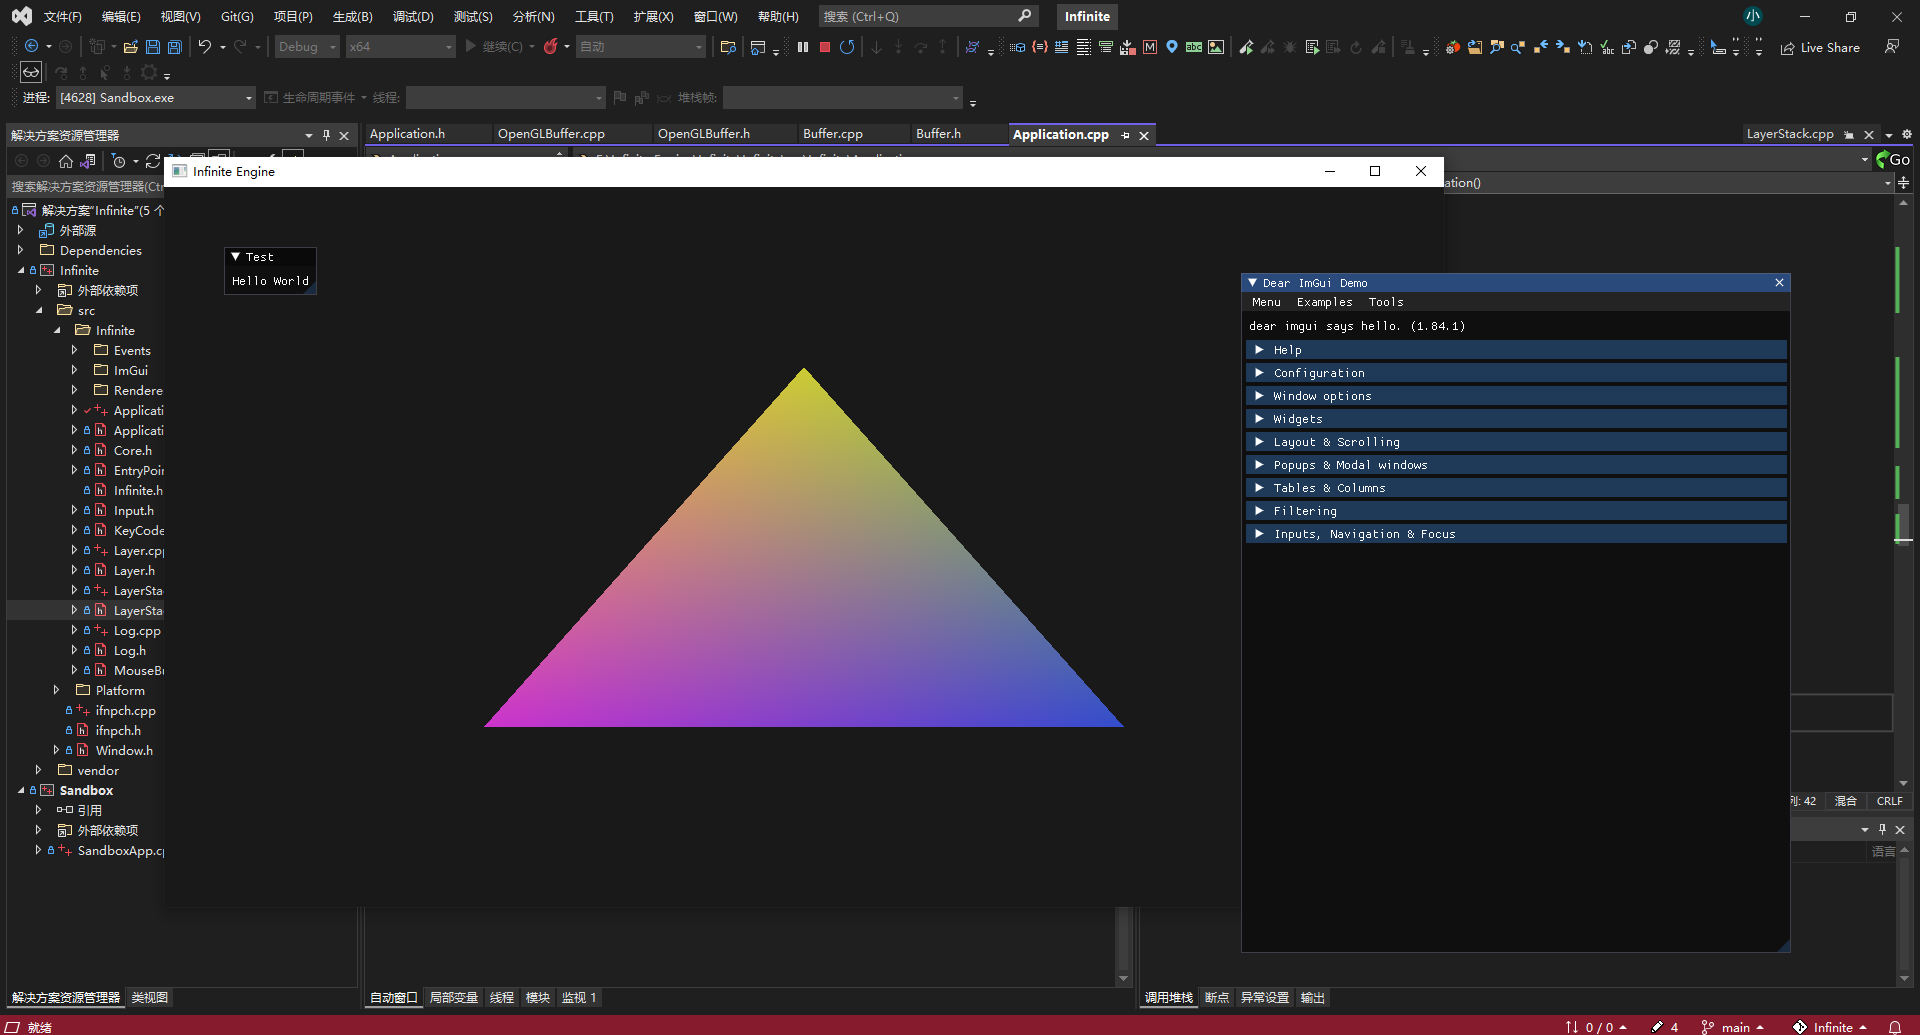 文件(F) 编辑(E) 视图(V) Git(G) 项目(P) 生成(B) 调试(D) 测试(S) 分析(N) 工具(T) 扩展(X) 窗口(W) 帮助(H) 搜索 (Ctrl+Q) Infinite 小
Debug x64 继续(C) 自动 Live Share
进程: [4628] Sandbox.exe 生命周期事件 线程: 堆栈帧:
解决方案资源管理器 Application.h OpenGLBuffer.cpp OpenGLBuffer.h Buffer.cpp Buffer.h Application.cpp LayerStack.cpp
Go
Infinite Engine
搜索解决方案资源管理器(Ctr
ation()
解决方案"Infinite"(5 个
外部源
Dependencies
Infinite
外部依赖项
src
Infinite
Events
ImGui
Rendere
Applicati
Applicati
Core.h
EntryPoin
Infinite.h
Input.h
KeyCode
Layer.cpp
Layer.h
LayerSta
LayerSta
Log.cpp
Log.h
MouseBu
Platform
ifnpch.cpp
ifnpch.h
Window.h
vendor
Sandbox
引用
外部依赖项
SandboxApp.cp
Test
Hello World
Dear ImGui Demo
Menu Examples Tools
dear imgui says hello. (1.84.1)
Help
Configuration
Window options
Widgets
Layout & Scrolling
Popups & Modal windows
Tables & Columns
Filtering
Inputs, Navigation & Focus
列: 42 混合 CRLF
语言
解决方案资源管理器 类视图 自动窗口 局部变量 线程 模块 监视 1 调用堆栈 断点 异常设置 输出
就绪 0 / 0 4 main Infinite